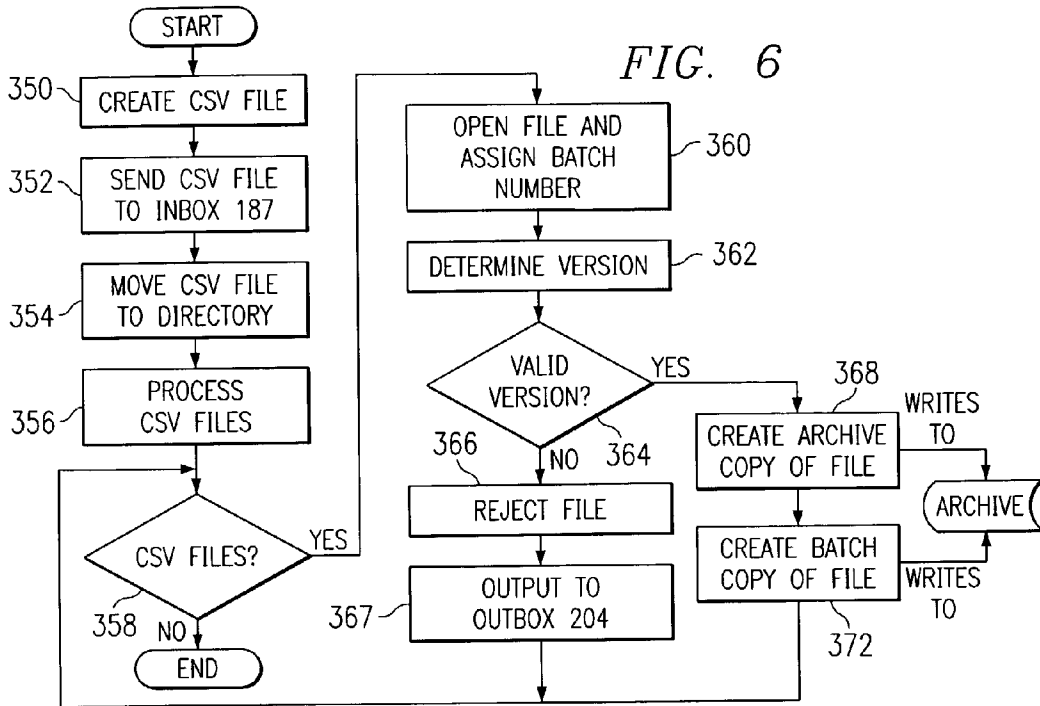 FIG. 6
START
350
CREATE CSV FILE
352
SEND CSV FILE
TO INBOX 187
354
MOVE CSV FILE
TO DIRECTORY
356
PROCESS
CSV FILES
CSV FILES?
YES
358
NO
END
OPEN FILE AND
ASSIGN BATCH
NUMBER
360
DETERMINE VERSION
362
VALID
VERSION?
YES
364
NO
366
REJECT FILE
OUTPUT TO
OUTBOX 204
367
368
CREATE ARCHIVE
COPY OF FILE
WRITES
TO
ARCHIVE
CREATE BATCH
COPY OF FILE
WRITES
TO
372